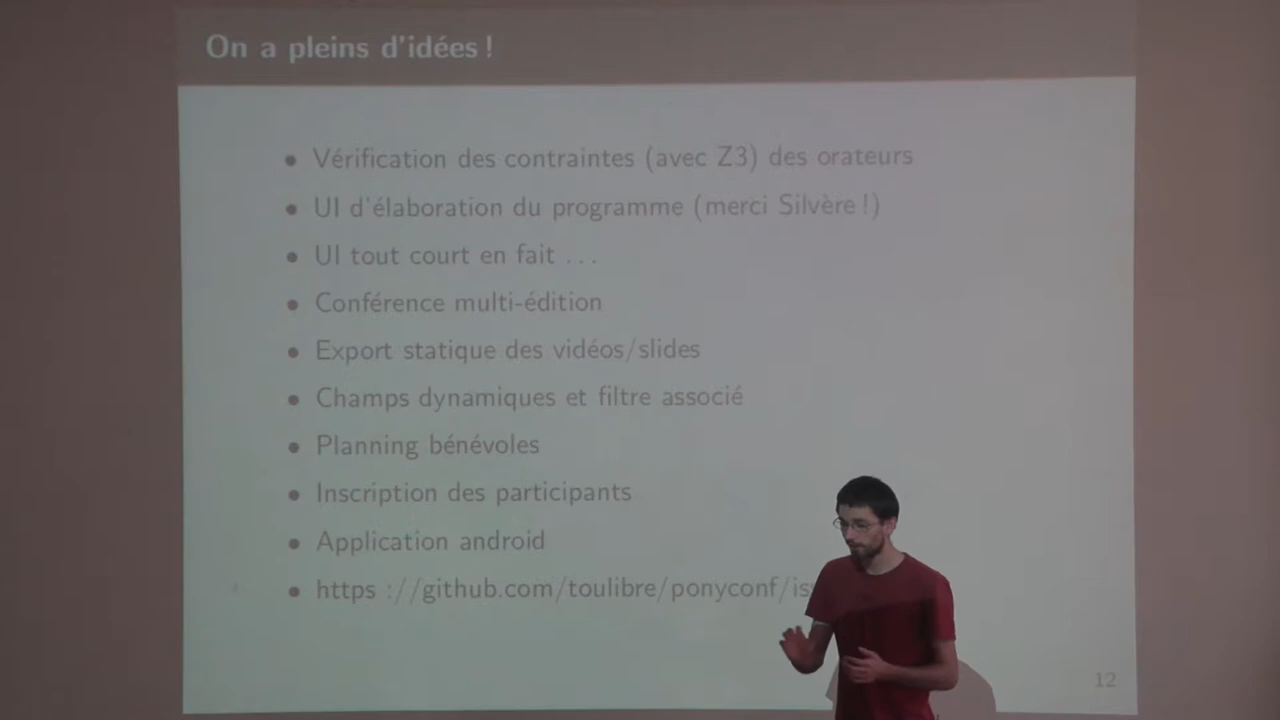 On a pleins d'idées !
• Vérification des contraintes (avec Z3) des orateurs
• UI d'élaboration du programme (merci Silvère !)
• UI tout court en fait ...
• Conférence multi-édition
• Export statique des vidéos/slides
• Champs dynamiques et filtre associé
• Planning bénévoles
• Inscription des participants
• Application android
• https ://github.com/toulibre/ponyconf/is
12